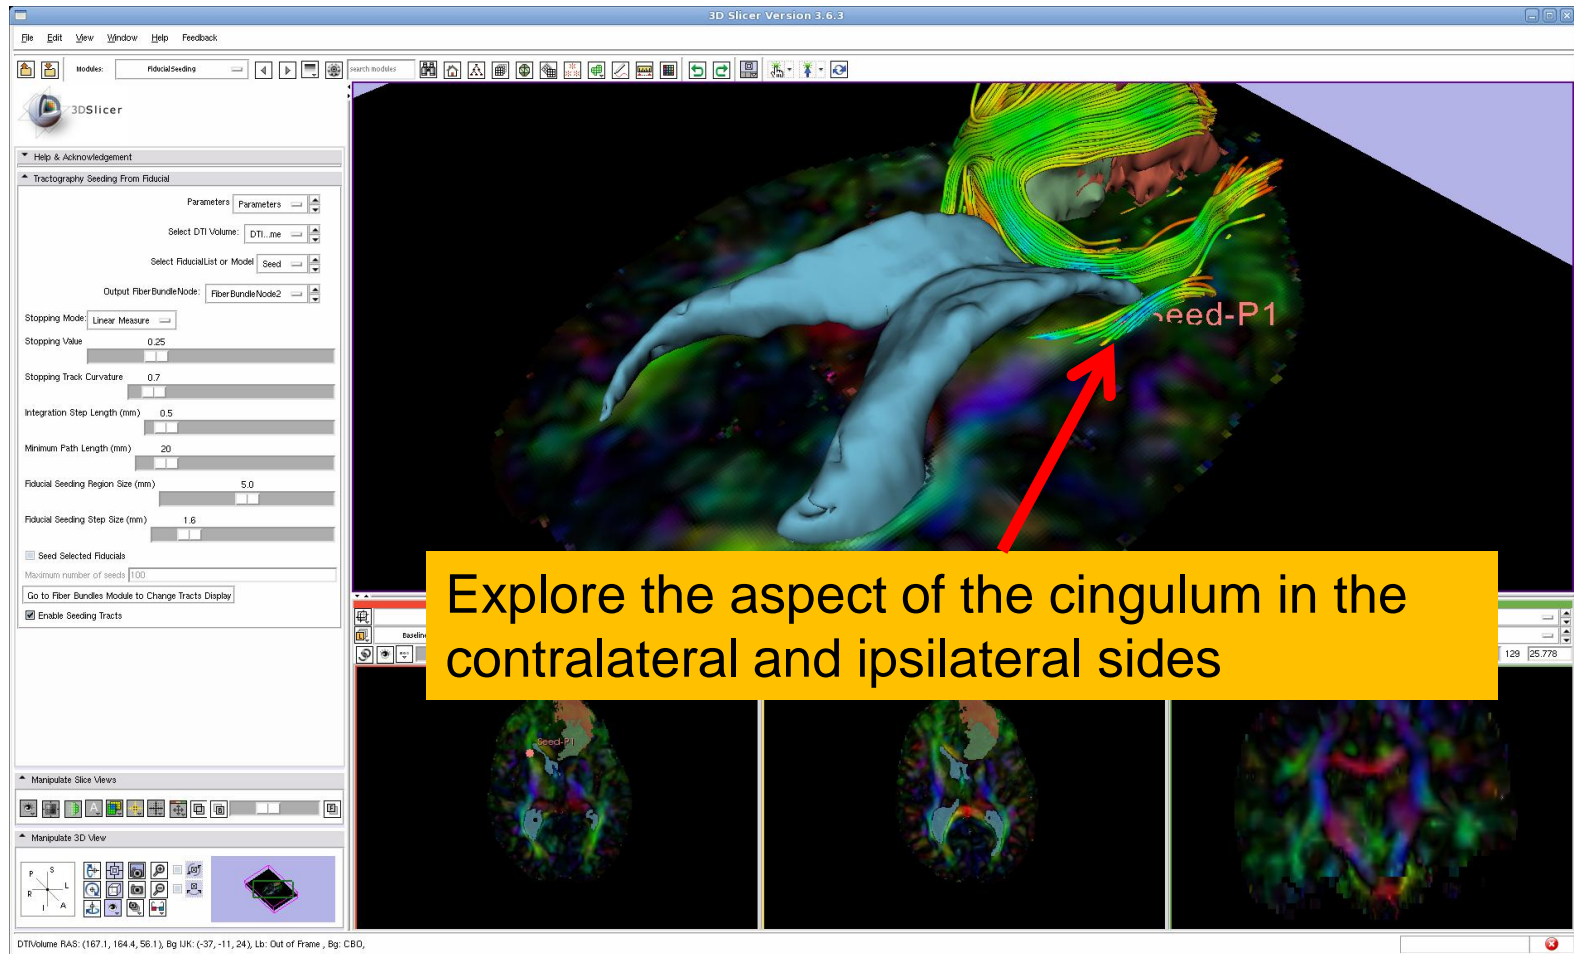 3D Slicer Version 3.6.3
File Edit View Window Help Feedback
Modules: FiducialSeeding search modules
3DSlicer
Help & Acknowledgement
Tractography Seeding From Fiducial
Parameters Parameters
Select DTI Volume: DTI...me
Select FiducialList or Model Seed
Output FiberBundleNode: FiberBundleNode2
Stopping Mode: Linear Measure
Stopping Value 0.25
Stopping Track Curvature 0.7
Integration Step Length (mm) 0.5
Minimum Path Length (mm) 20
Fiducial Seeding Region Size (mm) 5.0
Fiducial Seeding Step Size (mm) 1.6
Seed Selected Fiducials
Maximum number of seeds 100
Go to Fiber Bundles Module to Change Tracts Display
Enable Seeding Tracts
Seed-P1
Explore the aspect of the cingulum in the
contralateral and ipsilateral sides
Baseline
129 25.778
Seed-P1
Manipulate Slice Views
Manipulate 3D View
P S
R L
I A
DTIVolume RAS: (167.1, 164.4, 56.1), Bg IJK: (-37, -11, 24), Lb: Out of Frame , Bg: CBO,